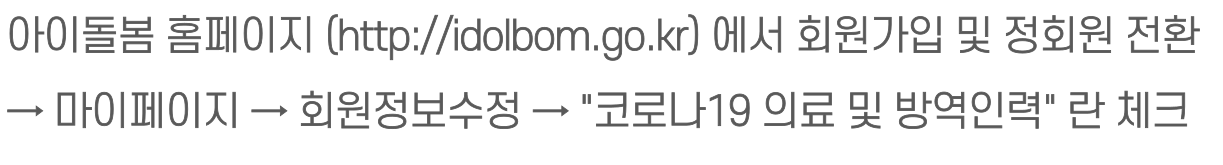 아이돌봄 홈페이지 (http://idolbom.go.kr) 에서 회원가입 및 정회원 전환
→ 마이페이지 → 회원정보수정 → "코로나19 의료 및 방역인력" 란 체크